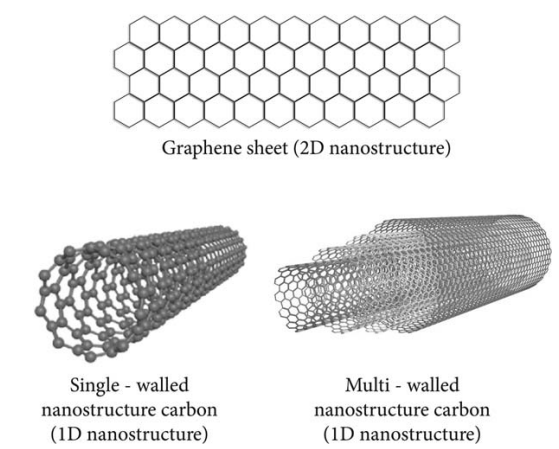 Graphene sheet (2D nanostructure)
Single - walled
nanostructure carbon
(1D nanostructure)
Multi - walled
nanostructure carbon
(1D nanostructure)